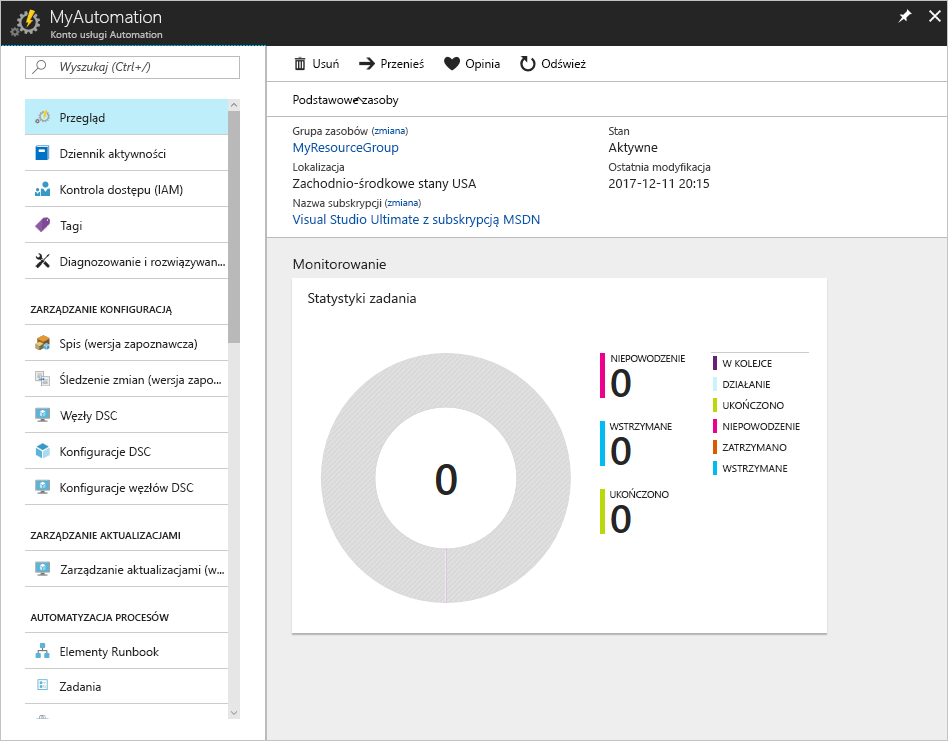 MyAutomation
Konto usługi Automation
Wyszukaj (Ctrl+/)
Przegląd
Dziennik aktywności
Kontrola dostępu (IAM)
Tagi
Diagnozowanie i rozwiązywan...
ZARZĄDZANIE KONFIGURACJĄ
Spis (wersja zapoznawcza)
Śledzenie zmian (wersja zapo...
Węzły DSC
Konfiguracje DSC
Konfiguracje węzłów DSC
ZARZĄDZANIE AKTUALIZACJAMI
Zarządzanie aktualizacjami (w...
AUTOMATYZACJA PROCESÓW
Elementy Runbook
Zadania
Usuń Przenieś Opinia Odśwież
Podstawowe zasoby
Grupa zasobów (zmiana)
MyResourceGroup
Lokalizacja
Zachodnio-środkowe stany USA
Nazwa subskrypcji (zmiana)
Visual Studio Ultimate z subskrypcją MSDN
Stan
Aktywne
Ostatnia modyfikacja
2017-12-11 20:15
Monitorowanie
Statystyki zadania
0
NIEPOWODZENIE
0
WSTRZYMANE
0
UKOŃCZONO
0
W KOLEJCE
DZIAŁANIE
UKOŃCZONO
NIEPOWODZENIE
ZATRZYMANO
WSTRZYMANE